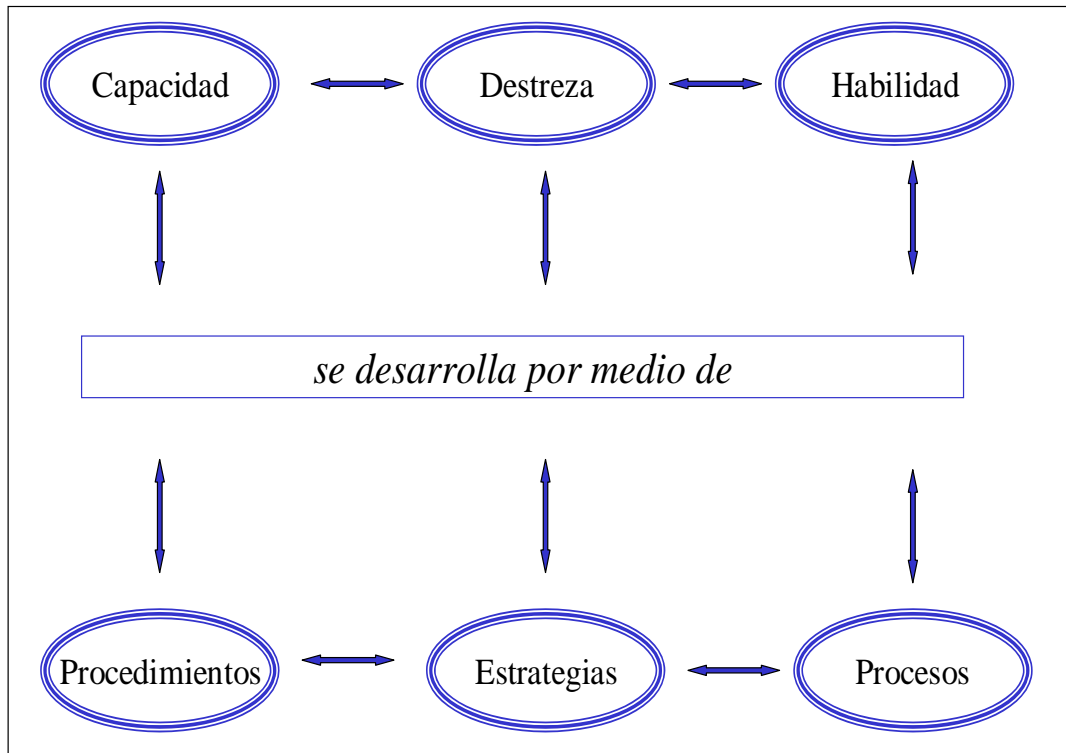 Capacidad Destreza Habilidad
se desarrolla por medio de
Procedimientos Estrategias Procesos